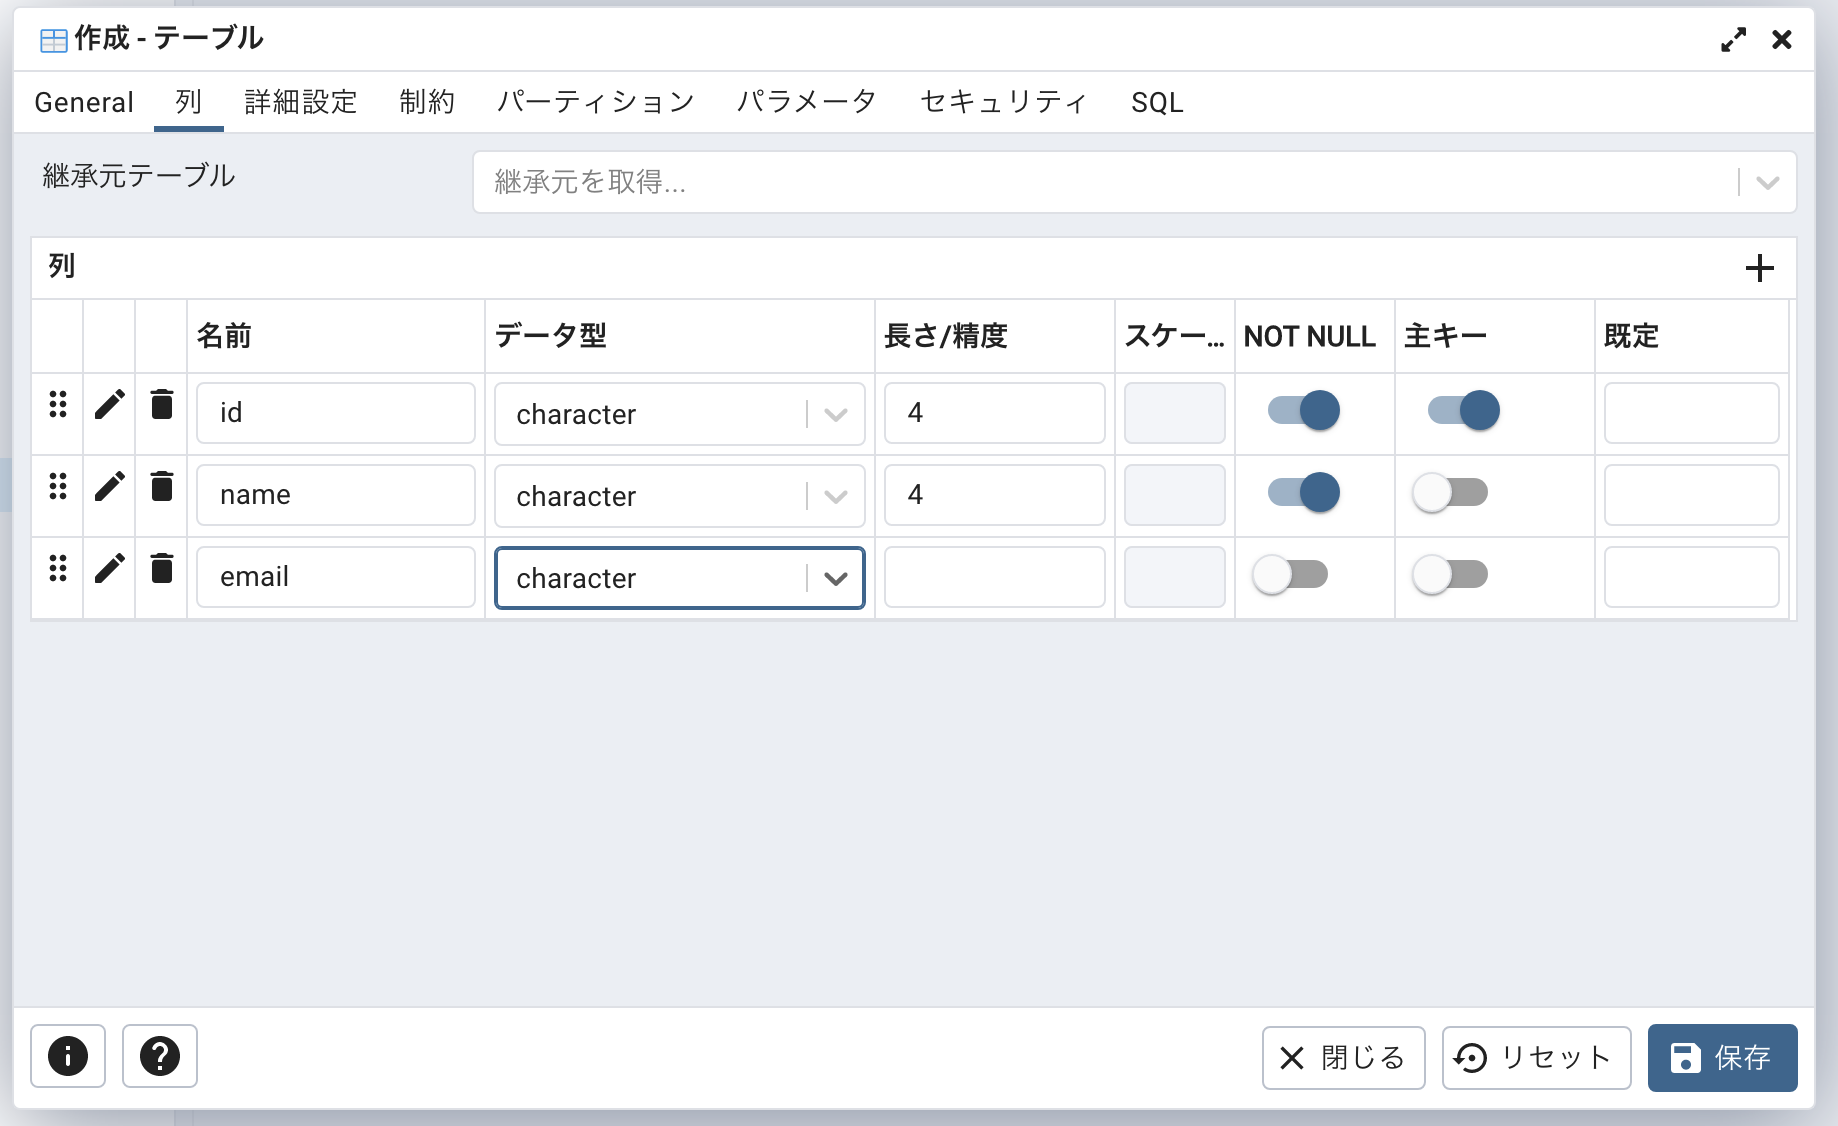 作成 - テーブル
General 列 詳細設定 制約 パーティション パラメータ セキュリティ SQL
継承元テーブル 継承元を取得...
列
名前 データ型 長さ/精度 スケー... NOT NULL 主キー 既定
id character 4
name character 4
email character
閉じる リセット 保存